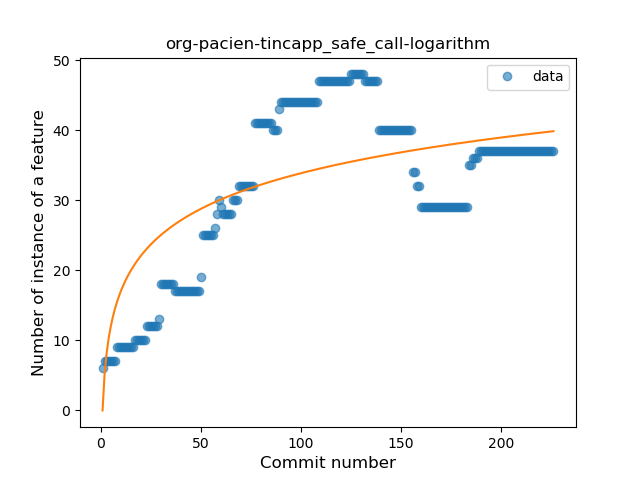 org-pacien-tincapp_safe_call-logarithm
data
Number of instance of a feature
50
40
30
20
10
0
0 50 100 150 200
Commit number